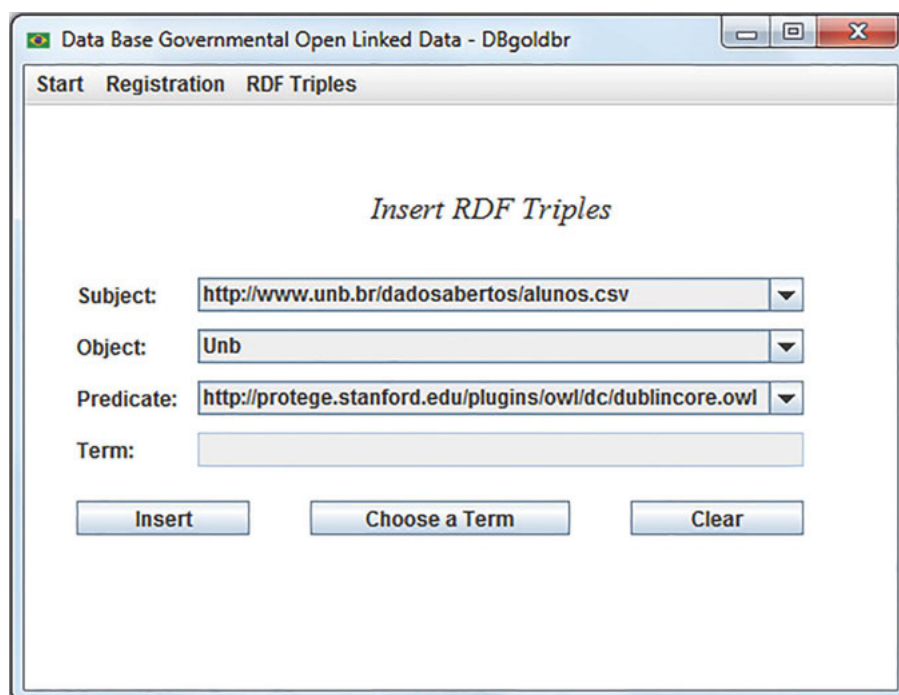 Data Base Governmental Open Linked Data - DBgoldbr
Start Registration RDF Triples
Insert RDF Triples
Subject: http://www.unb.br/dadosabertos/alunos.csv
Object: Unb
Predicate: http://protege.stanford.edu/plugins/owl/dc/dublincore.owl
Term:
Insert Choose a Term Clear